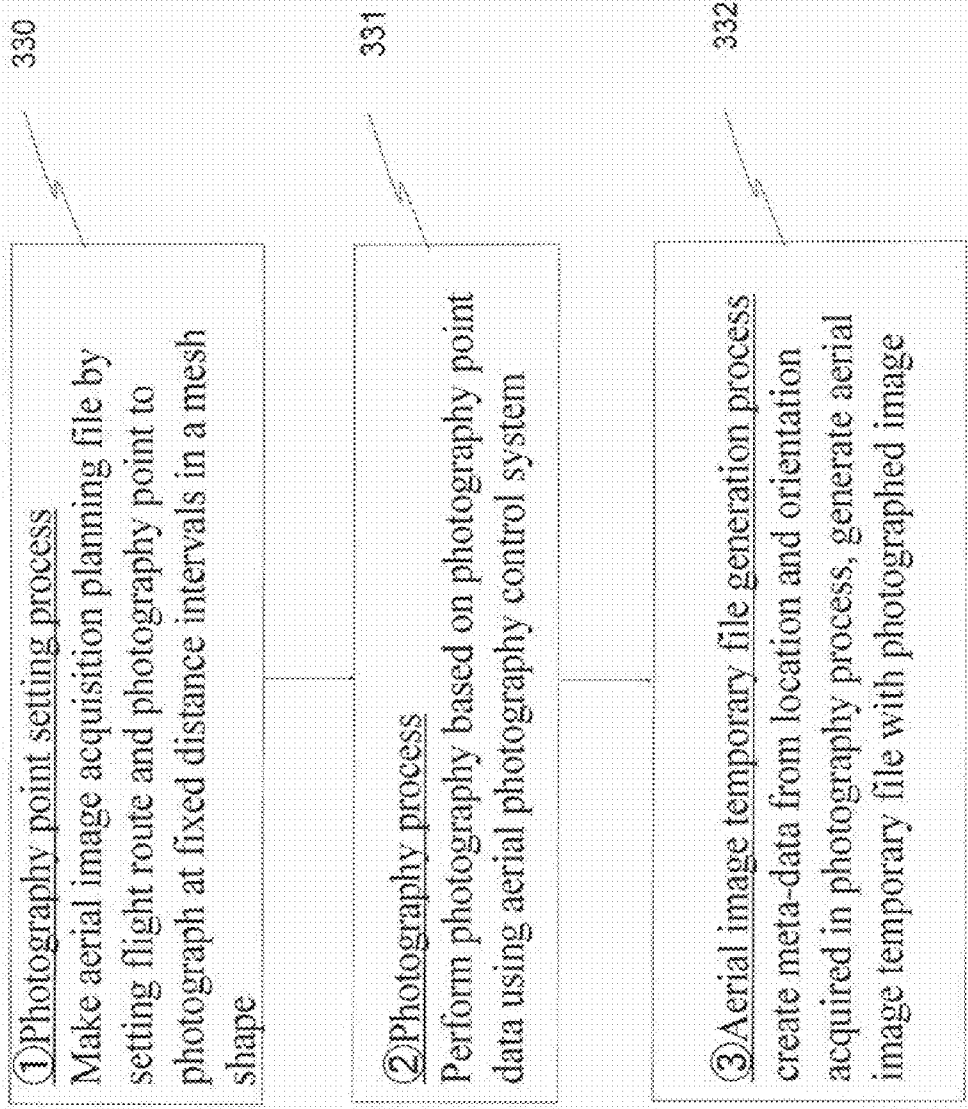 ①Photography point setting process
Make aerial image acquisition planning file by
setting flight route and photography point to
photograph at fixed distance intervals in a mesh
shape
330
②Photography process
Perform photography based on photography point
data using aerial photography control system
331
③Aerial image temporary file generation process
create meta-data from location and orientation
acquired in photography process, generate aerial
image temporary file with photographed image
332